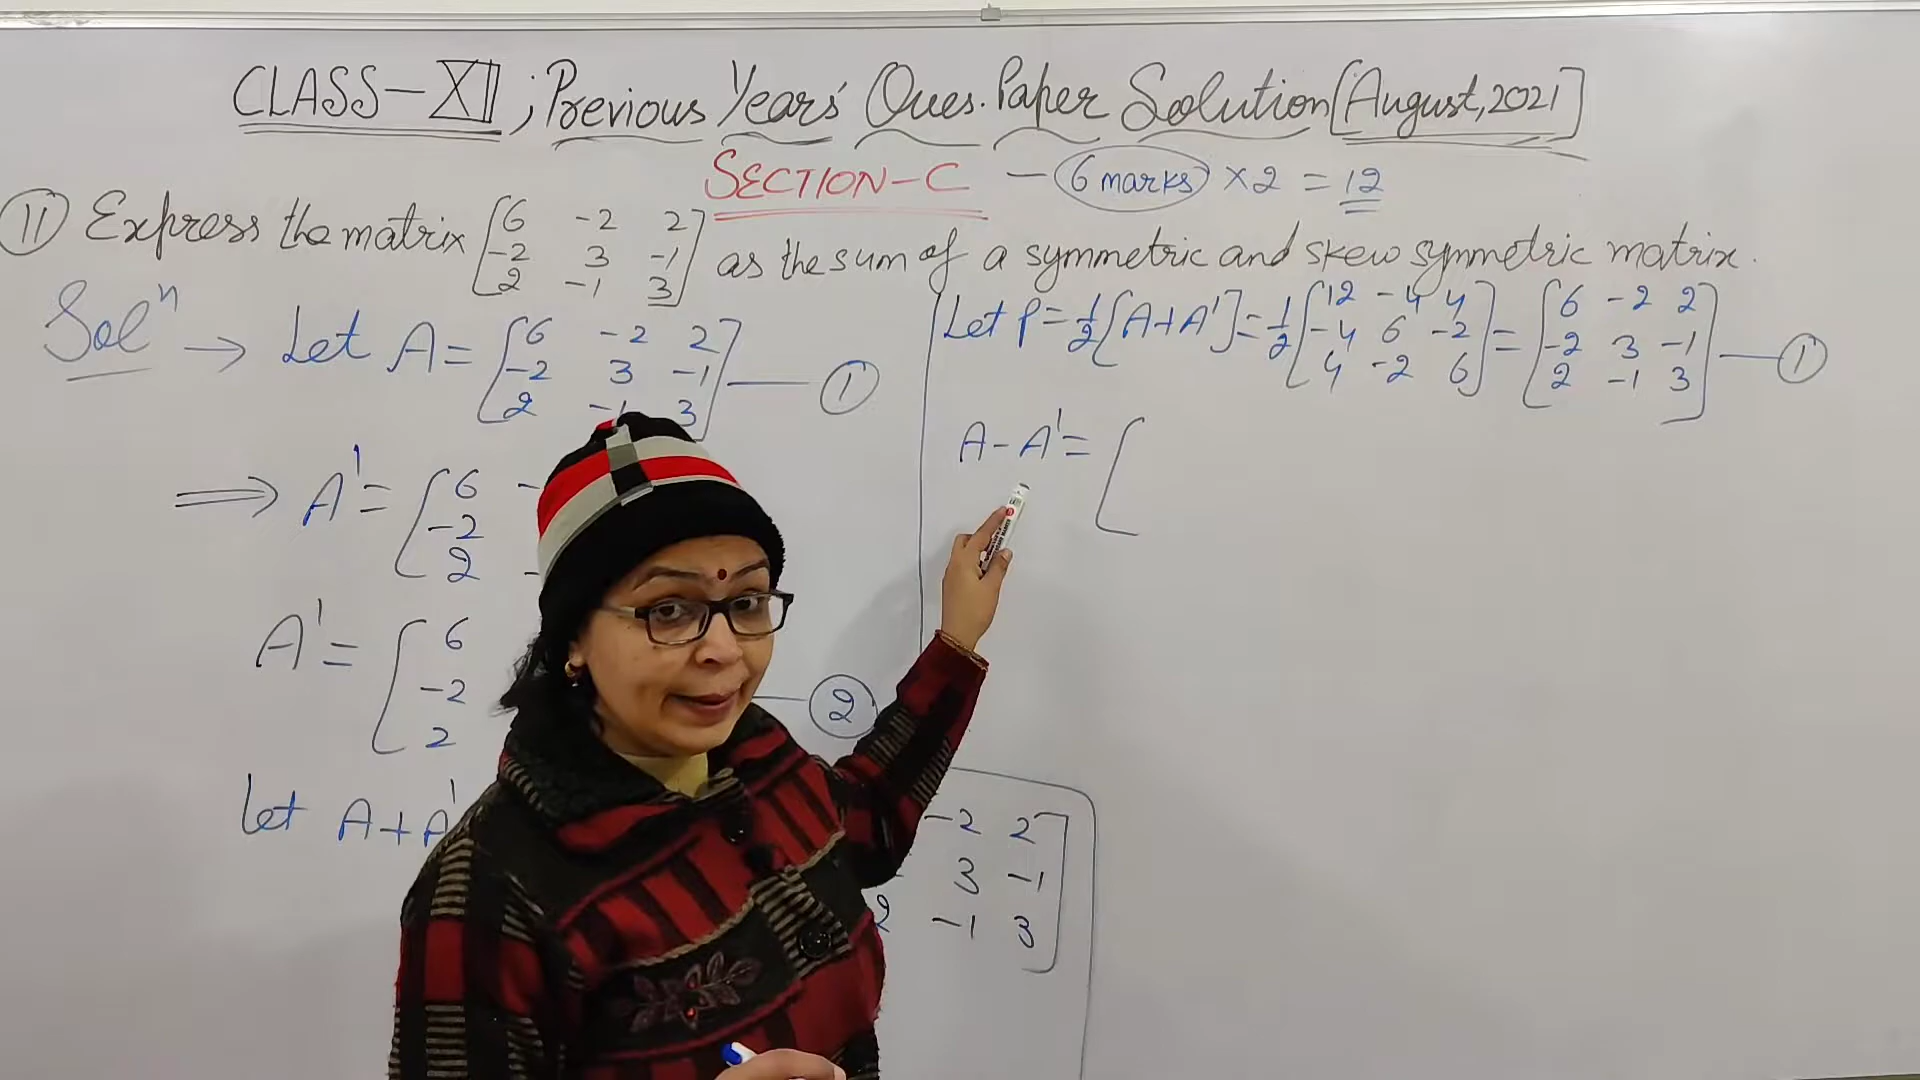 CLASS-XII ; Previous Years' Ques. Paper Solution [August, 2021]
SECTION-C - 6 marks × 2 = 12
11 Express the matrix [6 -2 2 as the sum of a symmetric and skew symmetric matrix.
-2 3 -1
2 -1 3]
Solⁿ → Let A = [6 -2 2
-2 3 -1 — 1
2 -1 3]
⟹ A' = [6 -
-2
2 -
A' = [6
-2 — 2
2
Let A+A'
-2 2
3 -1
2 -1 3]
Let P = 1/2 [A+A'] = 1/2 [12 -4 4 = [6 -2 2
-4 6 -2 -2 3 -1 — 1
4 -2 6] 2 -1 3]
A - A' = [